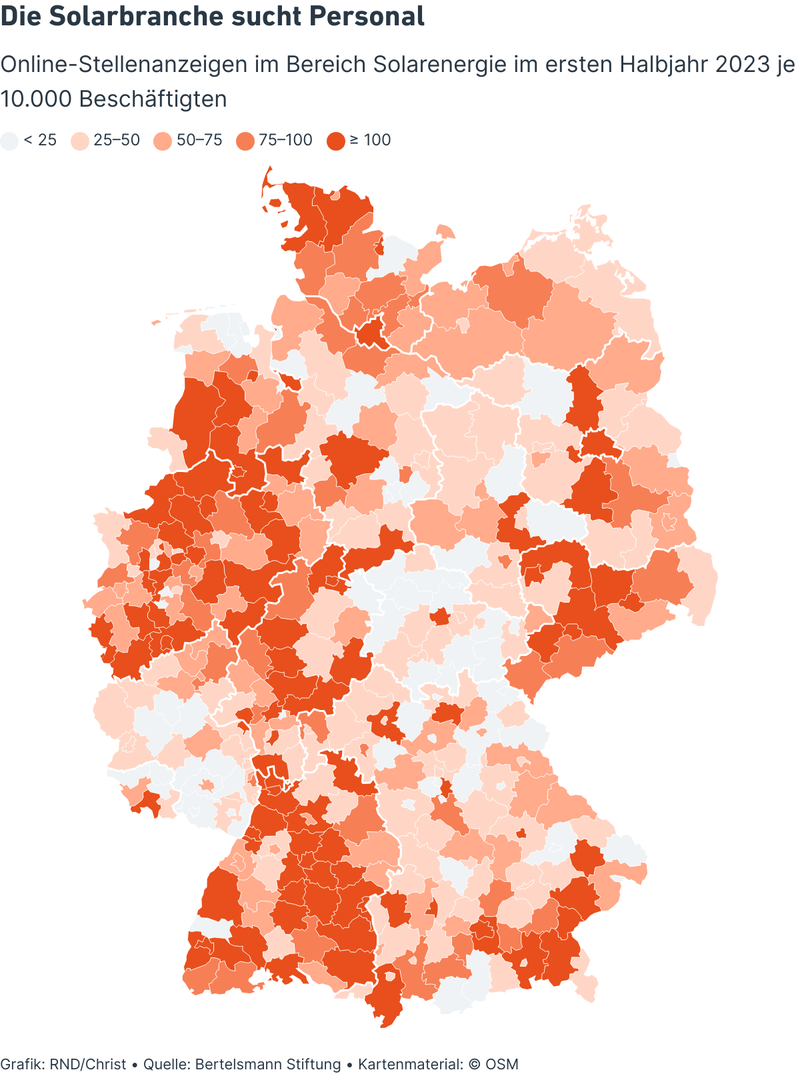 Die Solarbranche sucht Personal
Online-Stellenanzeigen im Bereich Solarenergie im ersten Halbjahr 2023 je
10.000 Beschäftigten
< 25 25–50 50–75 75–100 ≥ 100
Grafik: RND/Christ • Quelle: Bertelsmann Stiftung • Kartenmaterial: © OSM